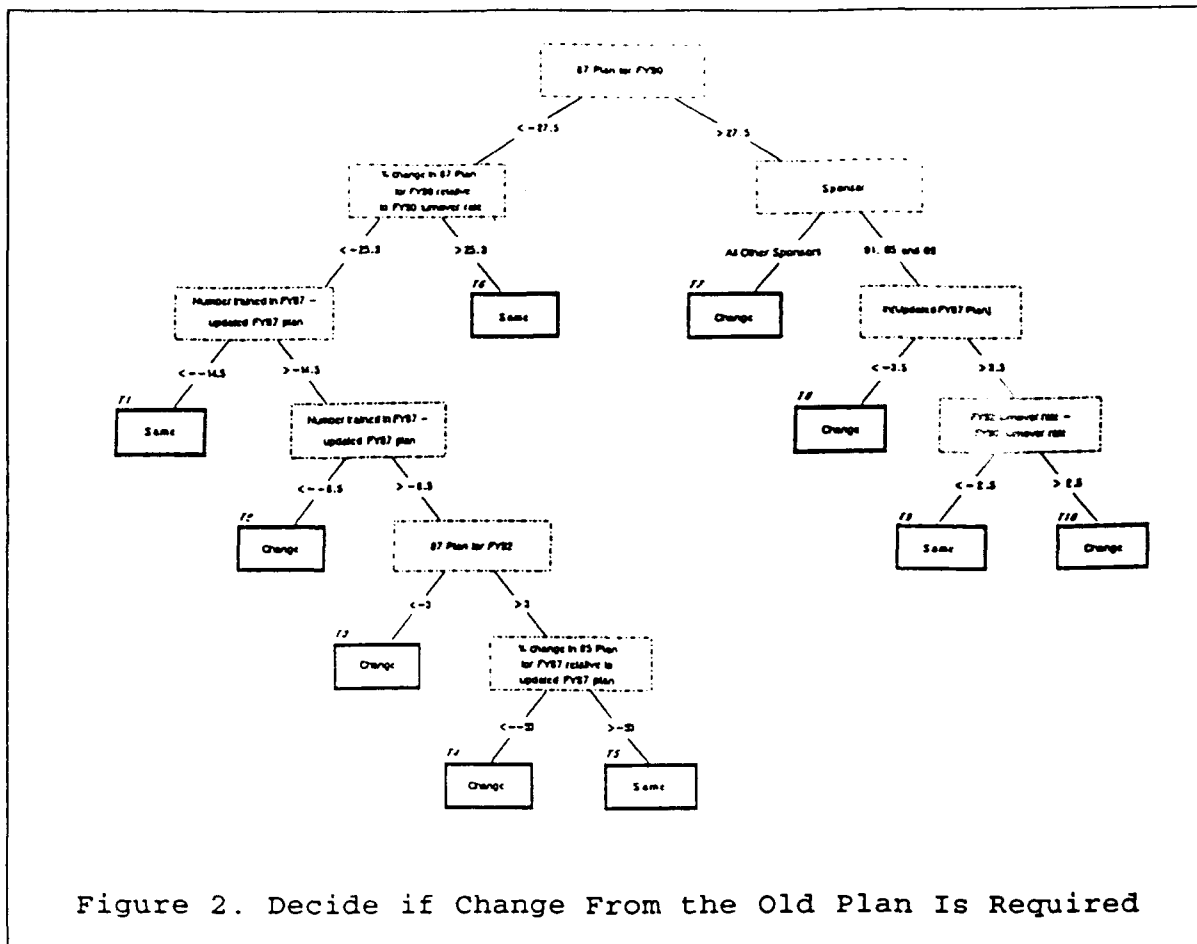 87 Plan for FY90
<-27.5
>27.5
% change in 87 Plan
for FY90 relative
to FY90 turnover rate
Sponsor
<-25.3
>25.3
All Other Sponsors
Number trained in FY87 -
updated FY87 plan
T6
Same
T7
Change
ln(Updated FY87 Plan)
<--14.5
>-14.5
<-3.5
>3.5
T1
Same
Number trained in FY87 -
updated FY87 plan
T8
Change
FY92 turnover rate -
turnover rate
<--6.5
>-6.5
<-2.5
>2.5
T2
Change
87 Plan for FY92
T9
Same
T10
Change
<-3
>3
T3
Change
% change in 85 Plan
for FY87 relative to
updated FY87 plan
<--50
>-50
T4
Change
T5
Same
Figure 2. Decide if Change From the Old Plan Is Required